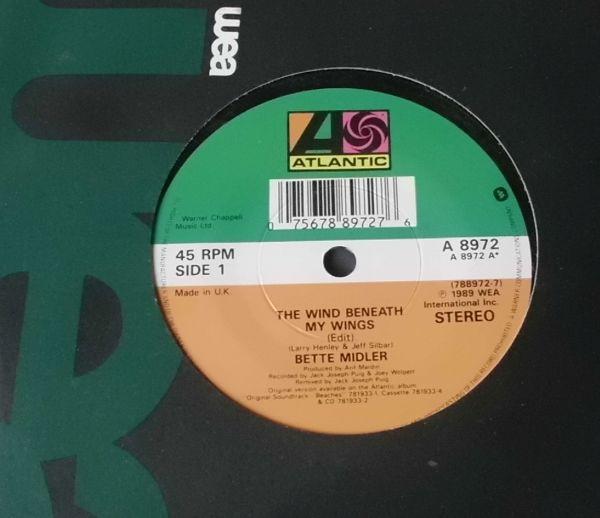 wea
ATLANTIC
0 75678 89727 6
Warner Chappell
Music Ltd
45 RPM
SIDE 1
Made in U.K.
A 8972
A 8972 A*
(788972-7)
℗ 1989 WEA
International Inc.
STEREO
THE WIND BENEATH
MY WINGS
(Edit)
(Larry Henley & Jeff Silbar)
BETTE MIDLER
Produced by Arif Mardin
Recorded by Jack Joseph Puig & Joey Wolpert
Remixed by Jack Joseph Puig
Original version available on the Atlantic album:
Original Soundtrack 'Beaches' 781933-1, Cassette 781933-4
& CD 781933-2